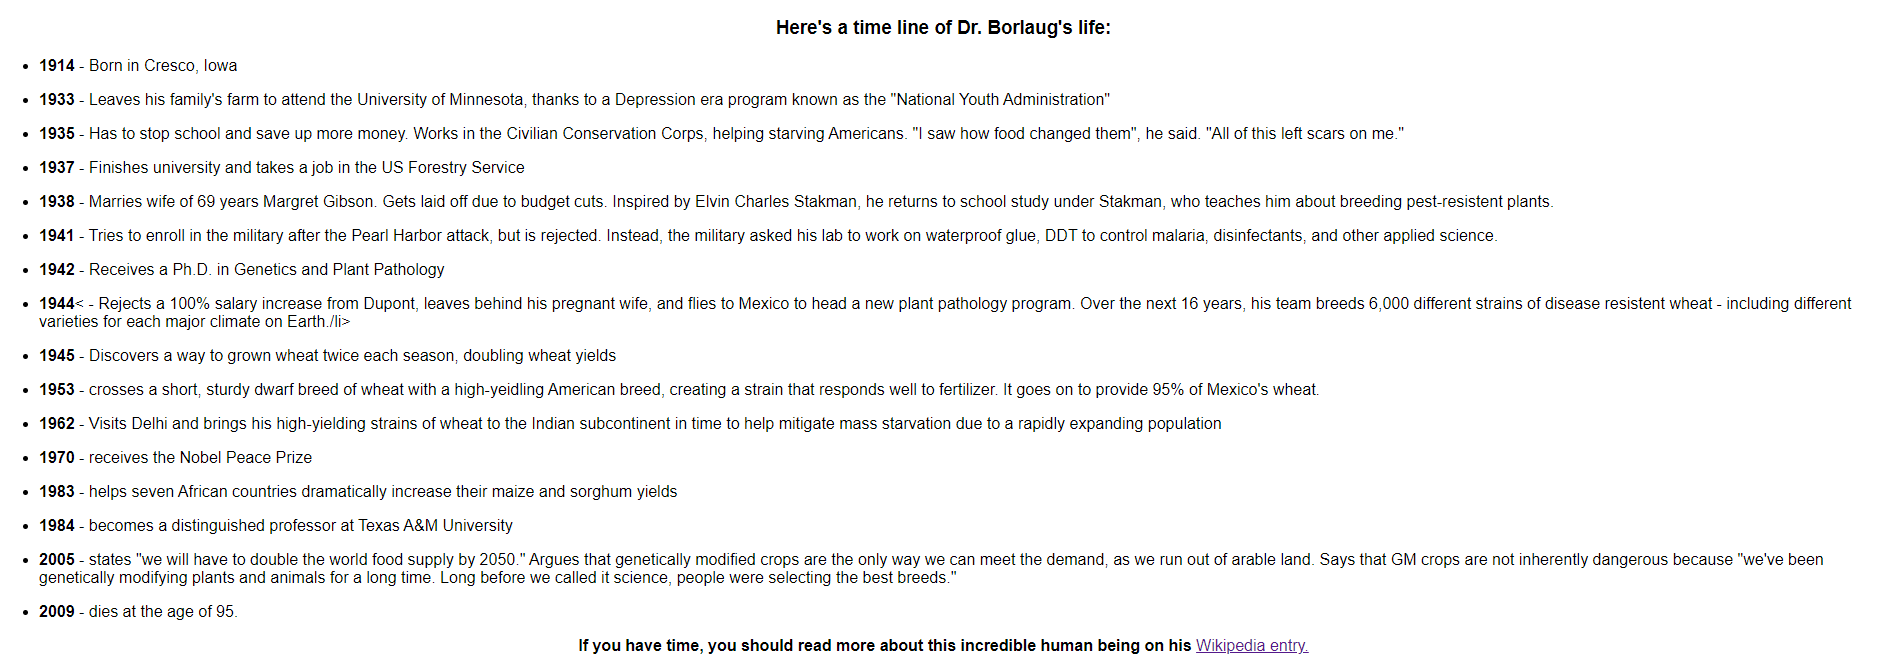 Here's a time line of Dr. Borlaug's life:
1914 - Born in Cresco, Iowa
1933 - Leaves his family's farm to attend the University of Minnesota, thanks to a Depression era program known as the "National Youth Administration"
1935 - Has to stop school and save up more money. Works in the Civilian Conservation Corps, helping starving Americans. "I saw how food changed them", he said. "All of this left scars on me."
1937 - Finishes university and takes a job in the US Forestry Service
1938 - Marries wife of 69 years Margret Gibson. Gets laid off due to budget cuts. Inspired by Elvin Charles Stakman, he returns to school study under Stakman, who teaches him about breeding pest-resistent plants.
1941 - Tries to enroll in the military after the Pearl Harbor attack, but is rejected. Instead, the military asked his lab to work on waterproof glue, DDT to control malaria, disinfectants, and other applied science.
1942 - Receives a Ph.D. in Genetics and Plant Pathology
1944< - Rejects a 100% salary increase from Dupont, leaves behind his pregnant wife, and flies to Mexico to head a new plant pathology program. Over the next 16 years, his team breeds 6,000 different strains of disease resistent wheat - including different
varieties for each major climate on Earth./li>
1945 - Discovers a way to grown wheat twice each season, doubling wheat yields
1953 - crosses a short, sturdy dwarf breed of wheat with a high-yeidling American breed, creating a strain that responds well to fertilizer. It goes on to provide 95% of Mexico's wheat.
1962 - Visits Delhi and brings his high-yielding strains of wheat to the Indian subcontinent in time to help mitigate mass starvation due to a rapidly expanding population
1970 - receives the Nobel Peace Prize
1983 - helps seven African countries dramatically increase their maize and sorghum yields
1984 - becomes a distinguished professor at Texas A&M University
2005 - states "we will have to double the world food supply by 2050." Argues that genetically modified crops are the only way we can meet the demand, as we run out of arable land. Says that GM crops are not inherently dangerous because "we've been
genetically modifying plants and animals for a long time. Long before we called it science, people were selecting the best breeds."
2009 - dies at the age of 95.
If you have time, you should read more about this incredible human being on his Wikipedia entry.